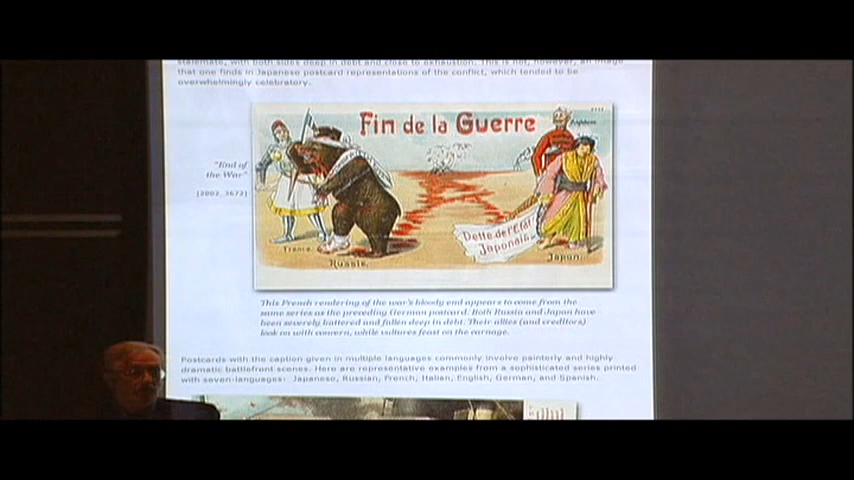 stalemate, with both sides deep in debt and close to exhaustion. This is not, however, an image
that one finds in Japanese postcard representations of the conflict, which tended to be
overwhelmingly celebratory.
Fin de la Guerre
"End of
the War"
[2002_3672]
Dette de l'Etat
Japonais.
France.
Russie.
Japan.
This French rendering of the war's bloody end appears to come from the
same series as the preceding German postcard. Both Russia and Japan have
been severely battered and fallen deep in debt. Their allies (and creditors)
look on with concern, while vultures feast on the carnage.
Postcards with the caption given in multiple languages commonly involve painterly and highly
dramatic battlefront scenes. Here are representative examples from a sophisticated series printed
with seven-languages: Japanese, Russian, French, Italian, English, German, and Spanish.